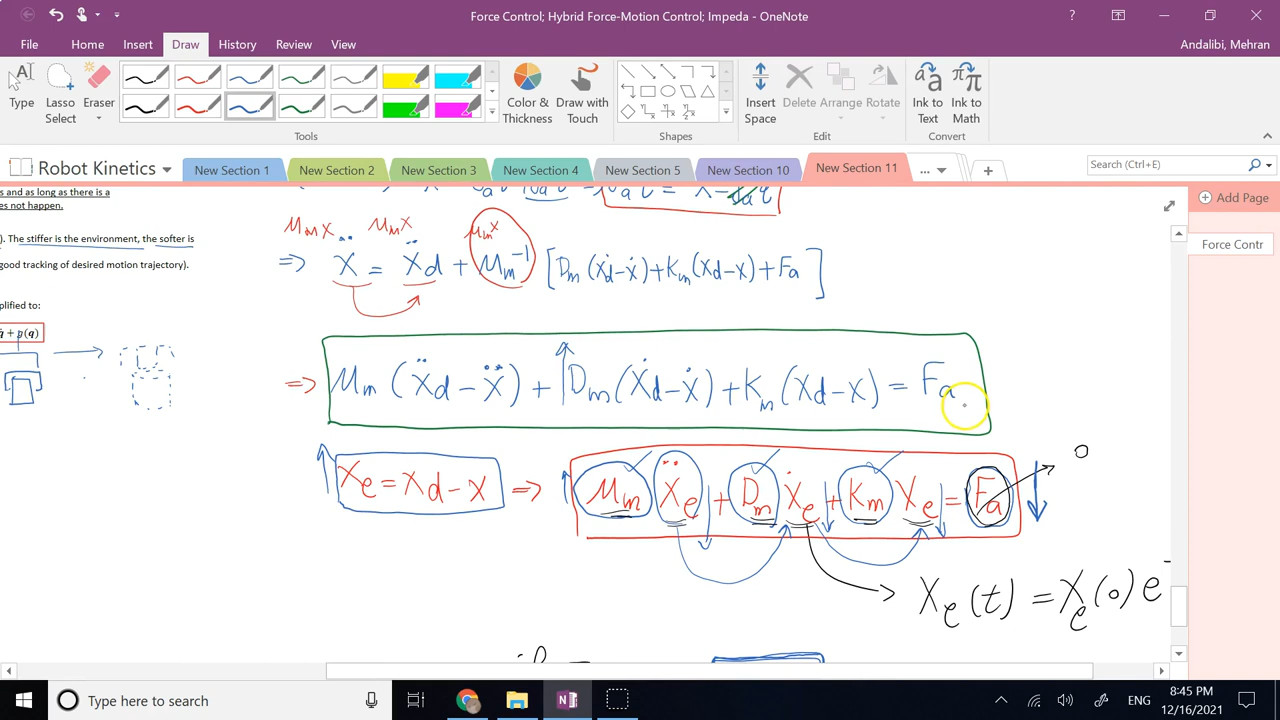 Force Control; Hybrid Force-Motion Control; Impeda - OneNote
File Home Insert Draw History Review View
Andalibi, Mehran
Type
Lasso Select
Eraser
Color & Thickness
Draw with Touch
Insert Space
Delete
Arrange
Rotate
Ink to Text
Ink to Math
Tools
Shapes
Edit
Convert
Robot Kinetics
New Section 1
New Section 2
New Section 3
New Section 4
New Section 5
New Section 10
New Section 11
...
Search (Ctrl+E)
Add Page
Force Contr
s and as long as there is a
oes not happen.
). The stiffer is the environment, the softer is
good tracking of desired motion trajectory).
plified to:
q̇ + p(q)
MmX MmX MmX
=> Ẍ = Ẍd + Mm⁻¹ [Dm(Ẋd-Ẋ)+Km(Xd-X)+Fa]
=> Mm (Ẍd - Ẍ) + Dm(Ẋd-Ẋ)+Km(Xd-X) = Fa
Xe=Xd-X => Mm Ẍe + Dm Ẋe + Km Xe = Fa 0
Xe(t) = Xe(0) e
if
Type here to search
ENG
8:45 PM
12/16/2021